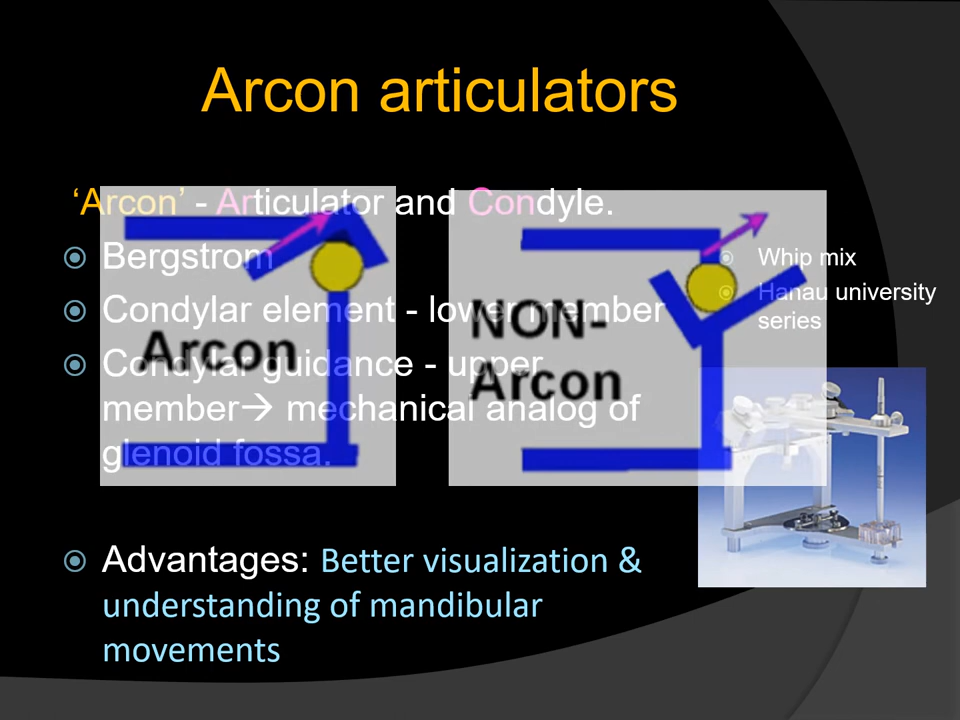 Arcon articulators
‘Arcon’ - Articulator and Condyle.
⦿ Bergstrom
⦿ Condylar element - lower member
⦿ Condylar guidance - upper
member→ mechanical analog of
glenoid fossa.
⦿ Advantages: Better visualization &
understanding of mandibular
movements
⦿ Whip mix
⦿ Hanau university
series
Arcon
NON-
Arcon